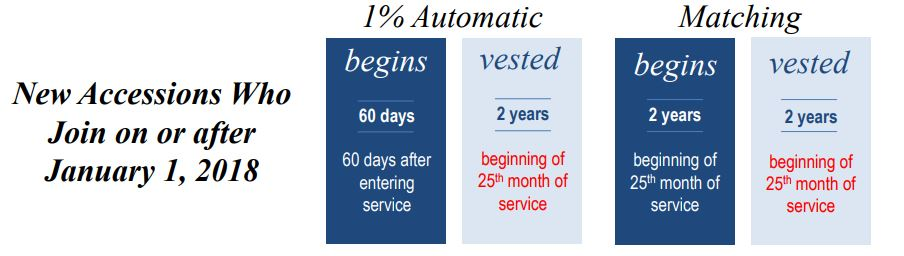 1% Automatic
Matching
New Accessions Who
Join on or after
January 1, 2018
begins
60 days
60 days after
entering
service
vested
2 years
beginning of
25th month of
service
begins
2 years
beginning of
25th month of
service
vested
2 years
beginning of
25th month of
service